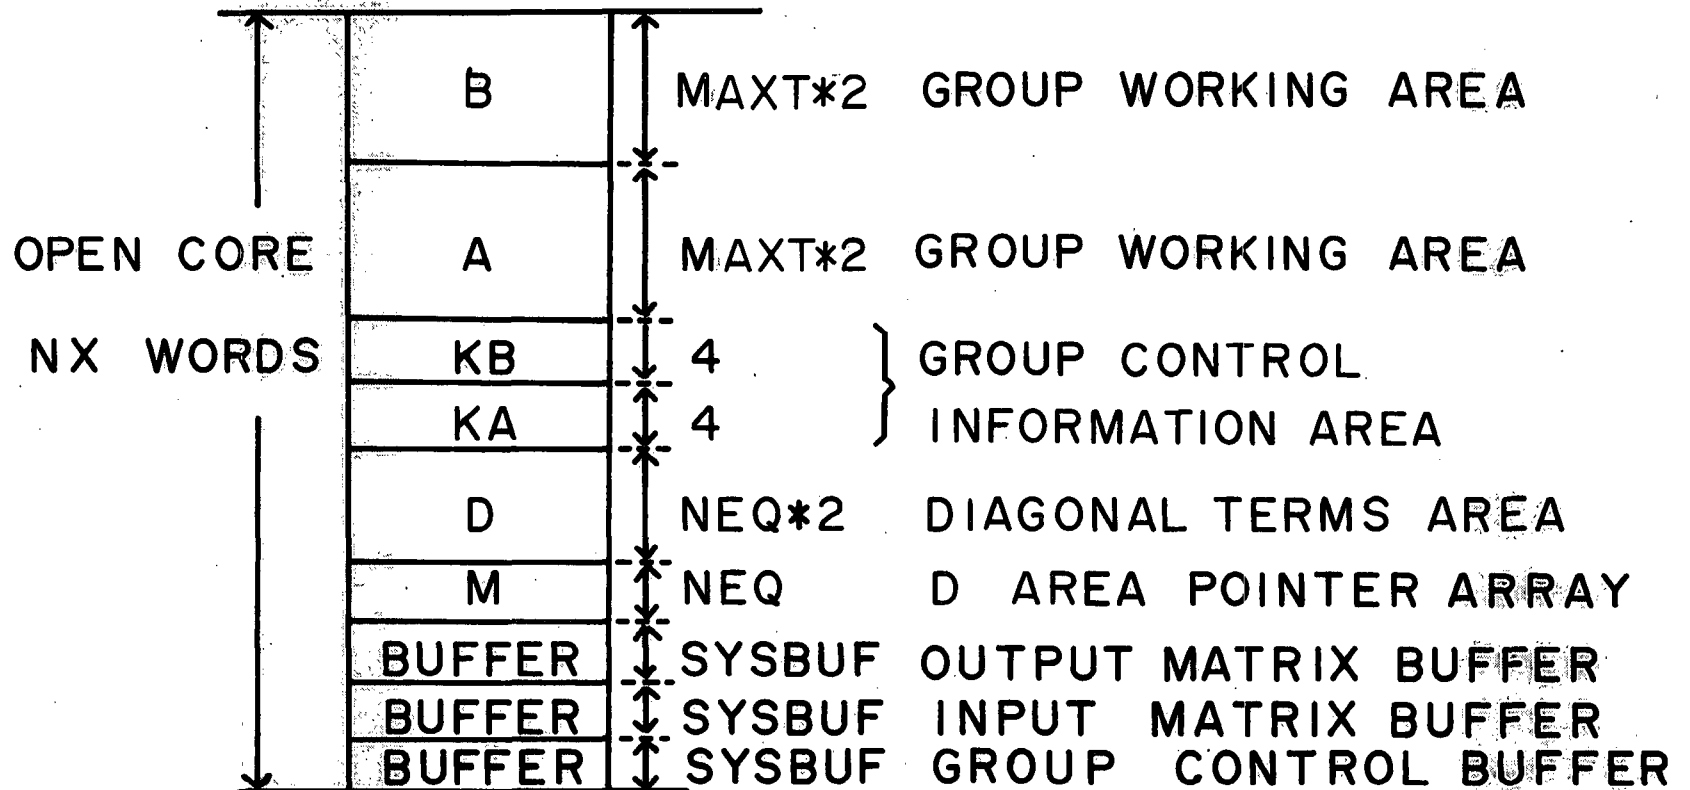 B MAXT*2 GROUP WORKING AREA
OPEN CORE A MAXT*2 GROUP WORKING AREA
NX WORDS KB 4 GROUP CONTROL
KA 4 INFORMATION AREA
D NEQ*2 DIAGONAL TERMS AREA
M NEQ D AREA POINTER ARRAY
BUFFER SYSBUF OUTPUT MATRIX BUFFER
BUFFER SYSBUF INPUT MATRIX BUFFER
BUFFER SYSBUF GROUP CONTROL BUFFER